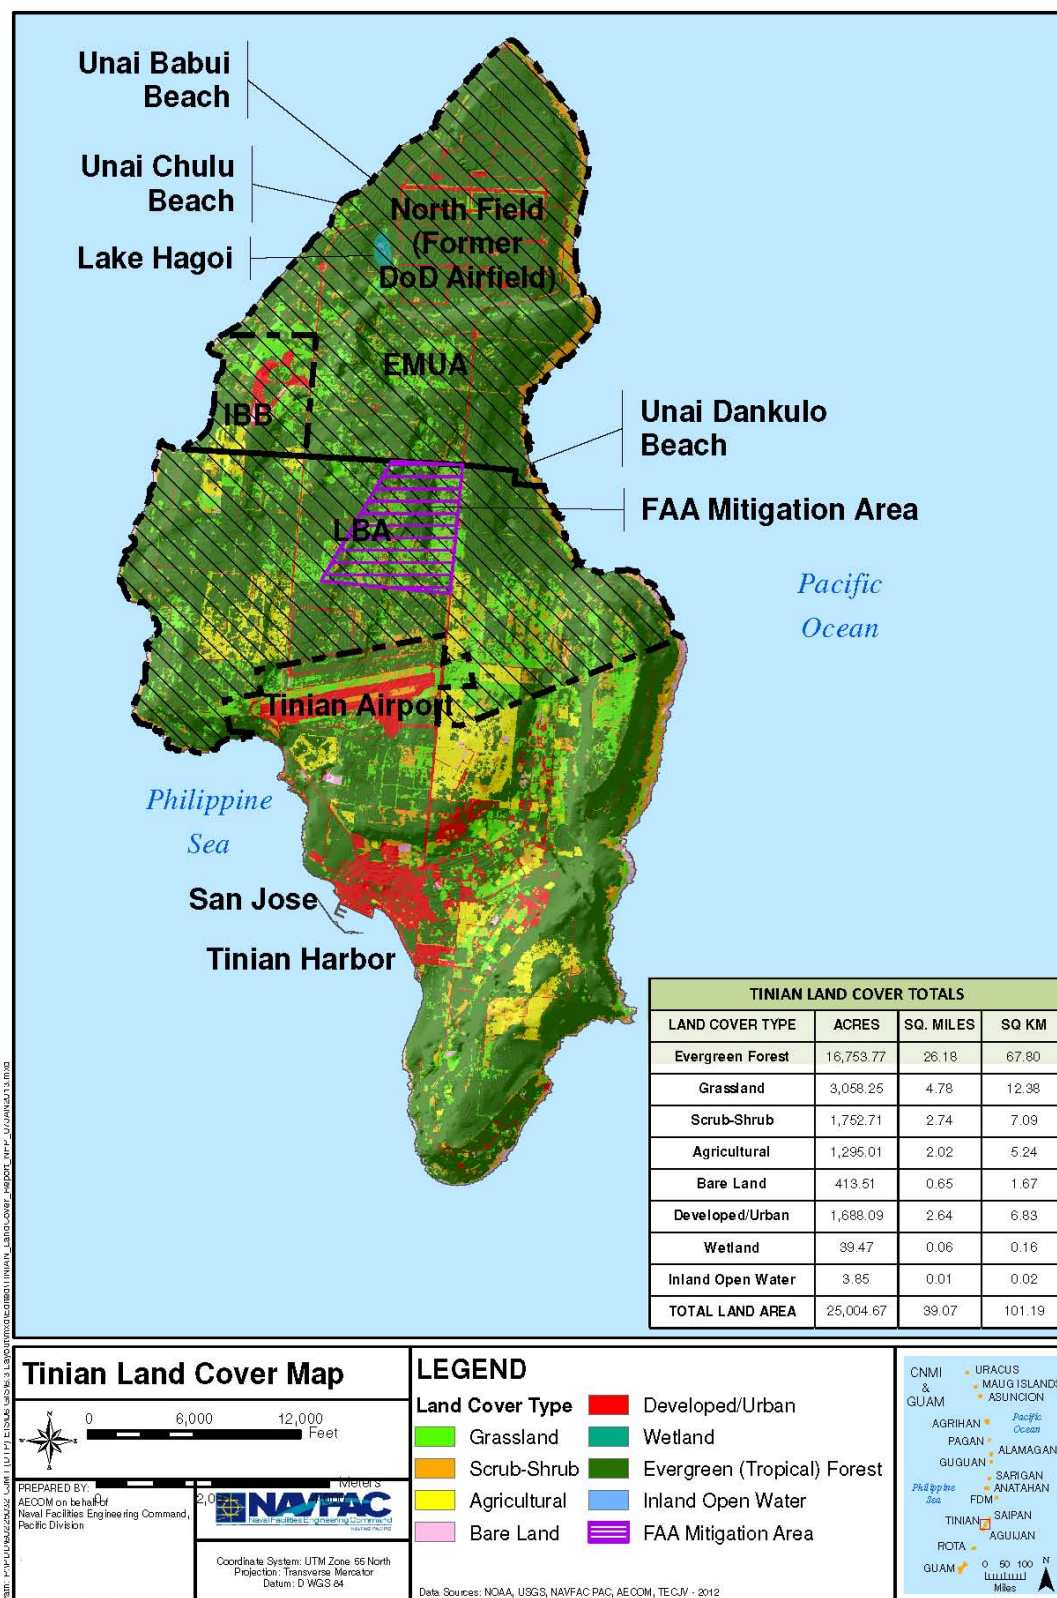 Unai Babui
Beach
Unai Chulu
Beach
Lake Hagoi
North Field
(Former
DoD Airfield)
EMUA
IBB
Unai Dankulo
Beach
FAA Mitigation Area
LBA
Pacific
Ocean
Tinian Airport
Philippine
Sea
San Jose
Tinian Harbor
TINIAN LAND COVER TOTALS
LAND COVER TYPE ACRES SQ. MILES SQ KM
Evergreen Forest 16,753.77 26.18 67.80
Grassland 3,058.25 4.78 12.38
Scrub-Shrub 1,752.71 2.74 7.09
Agricultural 1,295.01 2.02 5.24
Bare Land 413.51 0.65 1.67
Developed/Urban 1,688.09 2.64 6.83
Wetland 39.47 0.06 0.16
Inland Open Water 3.85 0.01 0.02
TOTAL LAND AREA 25,004.67 39.07 101.19
Tinian Land Cover Map
N
0 6,000 12,000
Feet
Meters
PREPARED BY:
AECOM on behalf of
Naval Facilities Engineering Command,
Pacific Division
NAVFAC
Naval Facilities Engineering Command
NAVFAC PACIFIC
Coordinate System: UTM Zone 55 North
Projection: Transverse Mercator
Datum: D WGS 84
LEGEND
Land Cover Type
Grassland
Scrub-Shrub
Agricultural
Bare Land
Developed/Urban
Wetland
Evergreen (Tropical) Forest
Inland Open Water
FAA Mitigation Area
Data Sources: NOAA, USGS, NAVFAC PAC, AECOM, TECJV - 2012
CNMI
&
GUAM
URACUS
MAUG ISLANDS
ASUNCION
AGRIHAN
Pacific
Ocean
PAGAN
ALAMAGAN
GUGUAN
SARIGAN
Philippine
Sea
ANATAHAN
FDM
TINIAN
SAIPAN
AGUIJAN
ROTA
GUAM
0 50 100
Miles
N